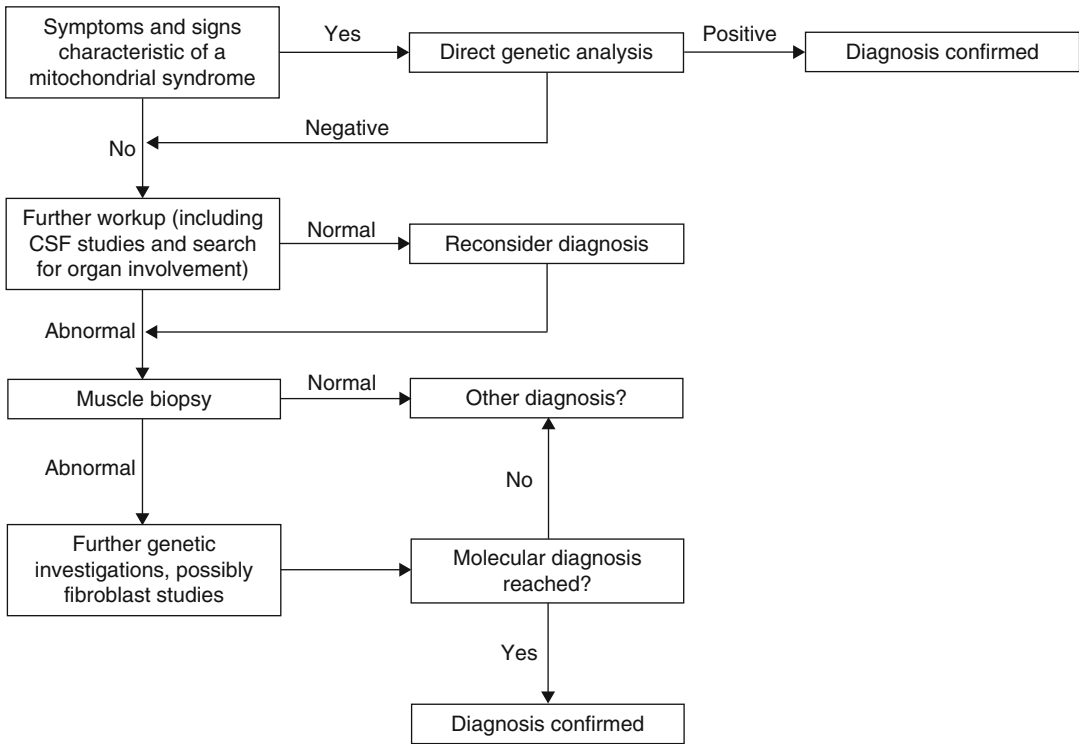 Symptoms and signs
characteristic of a
mitochondrial syndrome
Yes
Direct genetic analysis
Positive
Diagnosis confirmed
Negative
No
Further workup (including
CSF studies and search
for organ involvement)
Normal
Reconsider diagnosis
Abnormal
Muscle biopsy
Normal
Other diagnosis?
Abnormal
No
Further genetic
investigations, possibly
fibroblast studies
Molecular diagnosis
reached?
Yes
Diagnosis confirmed